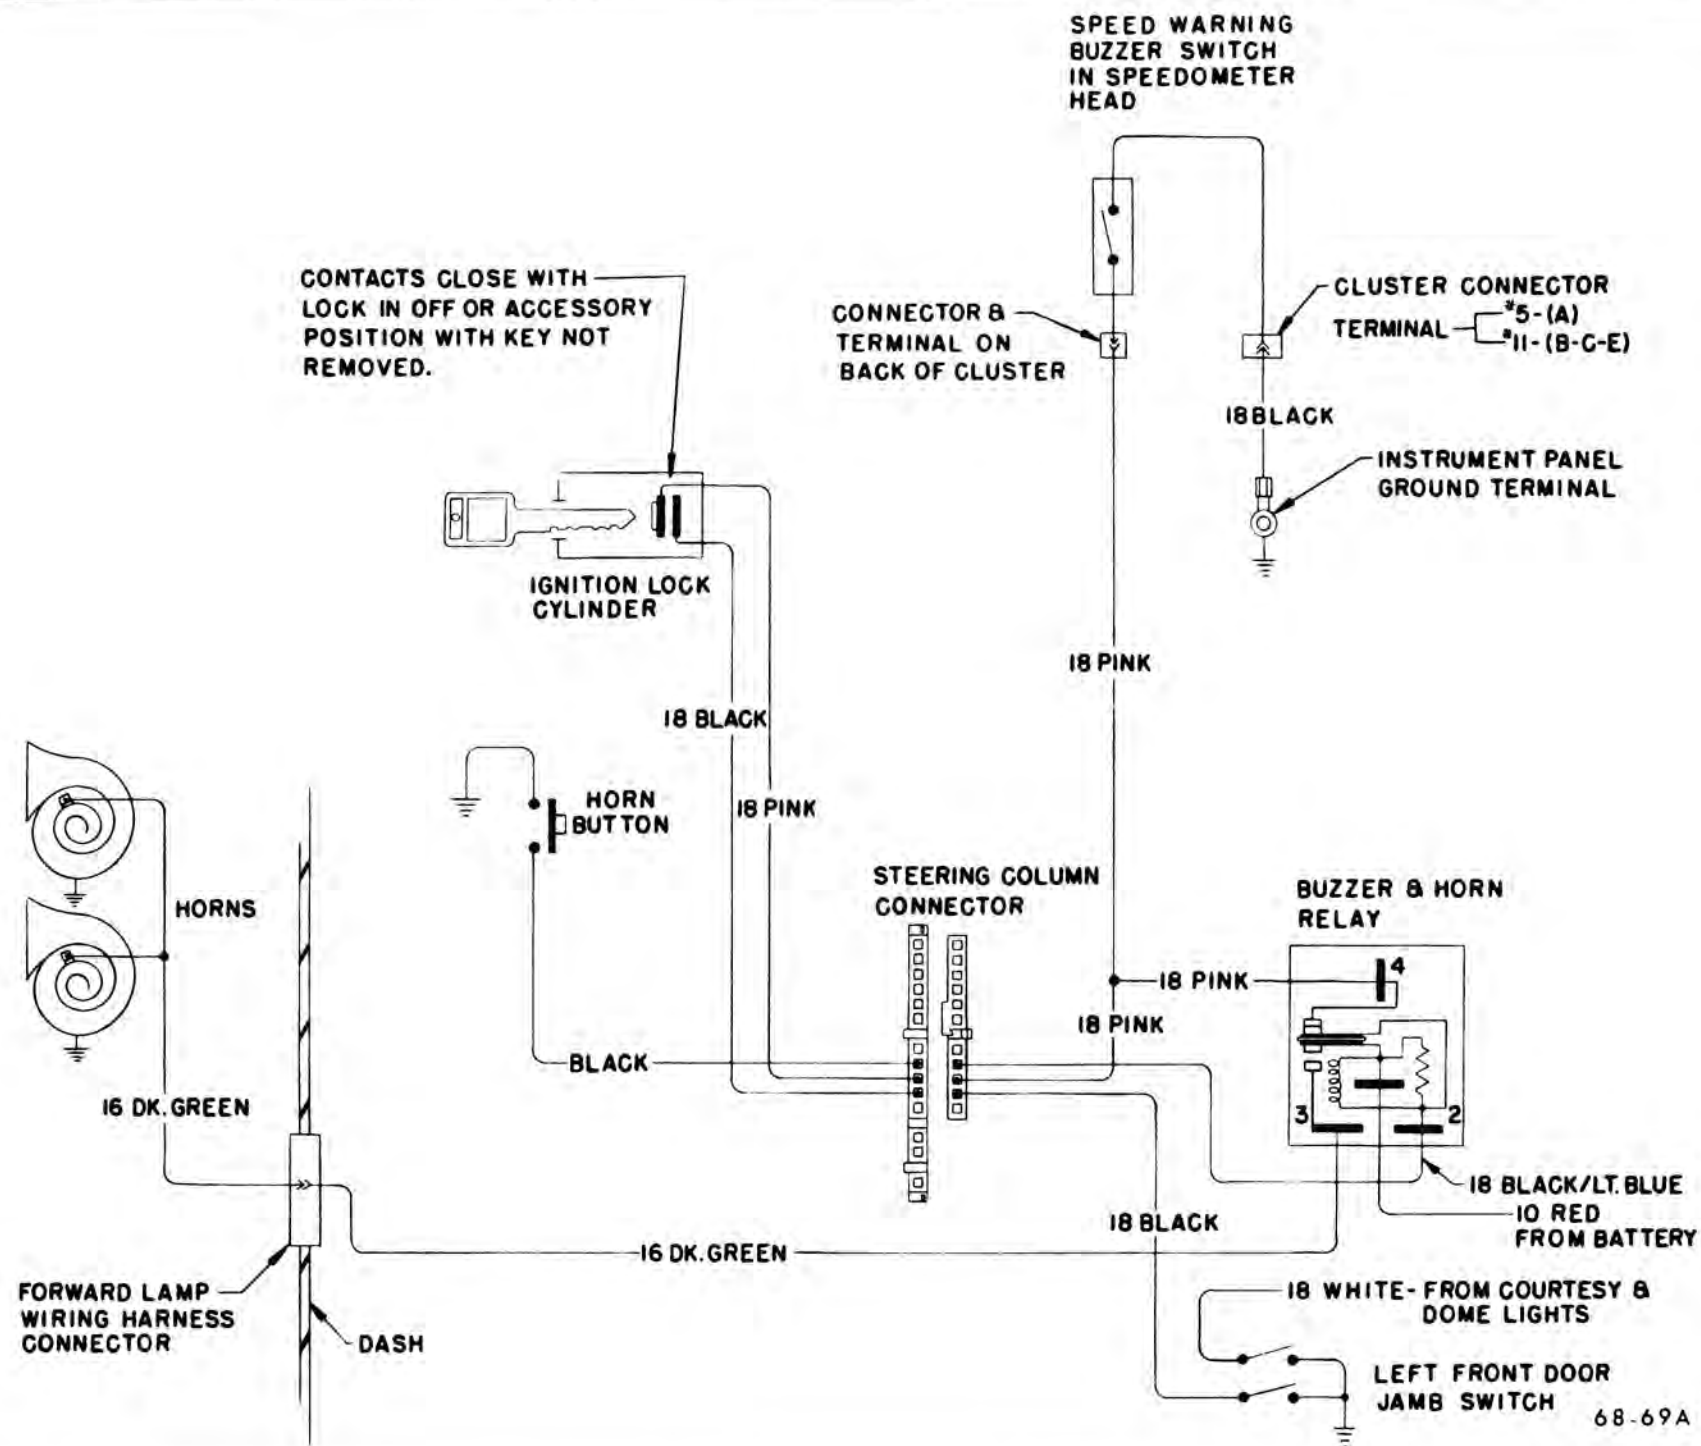 SPEED WARNING
BUZZER SWITCH
IN SPEEDOMETER
HEAD
CONTACTS CLOSE WITH
LOCK IN OFF OR ACCESSORY
POSITION WITH KEY NOT
REMOVED.
CONNECTOR &
TERMINAL ON
BACK OF CLUSTER
CLUSTER CONNECTOR
TERMINAL
#5-(A)
#11-(B-C-E)
18 BLACK
INSTRUMENT PANEL
GROUND TERMINAL
IGNITION LOCK
CYLINDER
18 PINK
18 BLACK
18 PINK
HORN
BUTTON
HORNS
STEERING COLUMN
CONNECTOR
BUZZER & HORN
RELAY
4
18 PINK
18 PINK
BLACK
16 DK. GREEN
3
2
18 BLACK/LT. BLUE
10 RED
FROM BATTERY
18 BLACK
16 DK. GREEN
FORWARD LAMP
WIRING HARNESS
CONNECTOR
DASH
18 WHITE- FROM COURTESY &
DOME LIGHTS
LEFT FRONT DOOR
JAMB SWITCH
68-69A